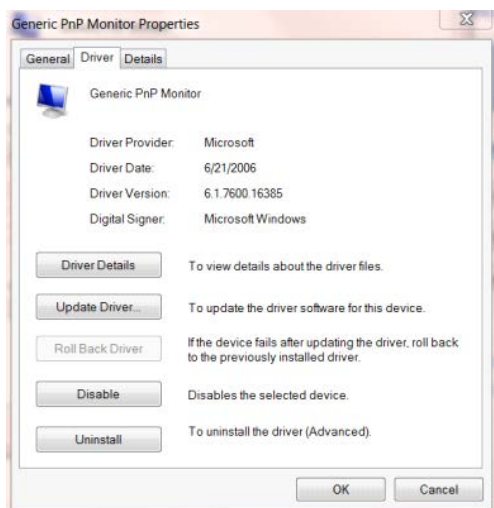 Generic PnP Monitor Properties
General Driver Details
Generic PnP Monitor
Driver Provider: Microsoft
Driver Date: 6/21/2006
Driver Version: 6.1.7600.16385
Digital Signer: Microsoft Windows
Driver Details To view details about the driver files.
Update Driver... To update the driver software for this device.
Roll Back Driver If the device fails after updating the driver, roll back
to the previously installed driver.
Disable Disables the selected device.
Uninstall To uninstall the driver (Advanced).
OK Cancel